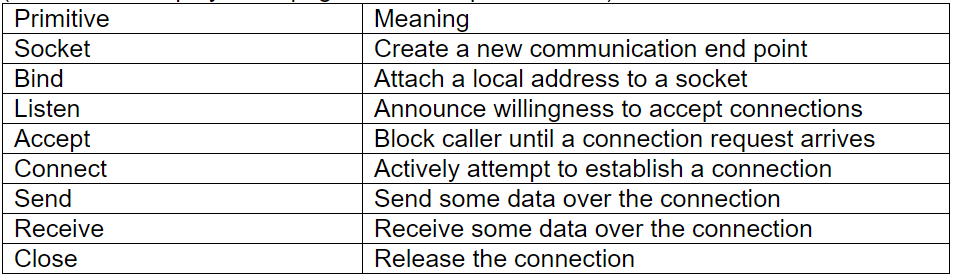 Primitive Meaning
Socket Create a new communication end point
Bind Attach a local address to a socket
Listen Announce willingness to accept connections
Accept Block caller until a connection request arrives
Connect Actively attempt to establish a connection
Send Send some data over the connection
Receive Receive some data over the connection
Close Release the connection